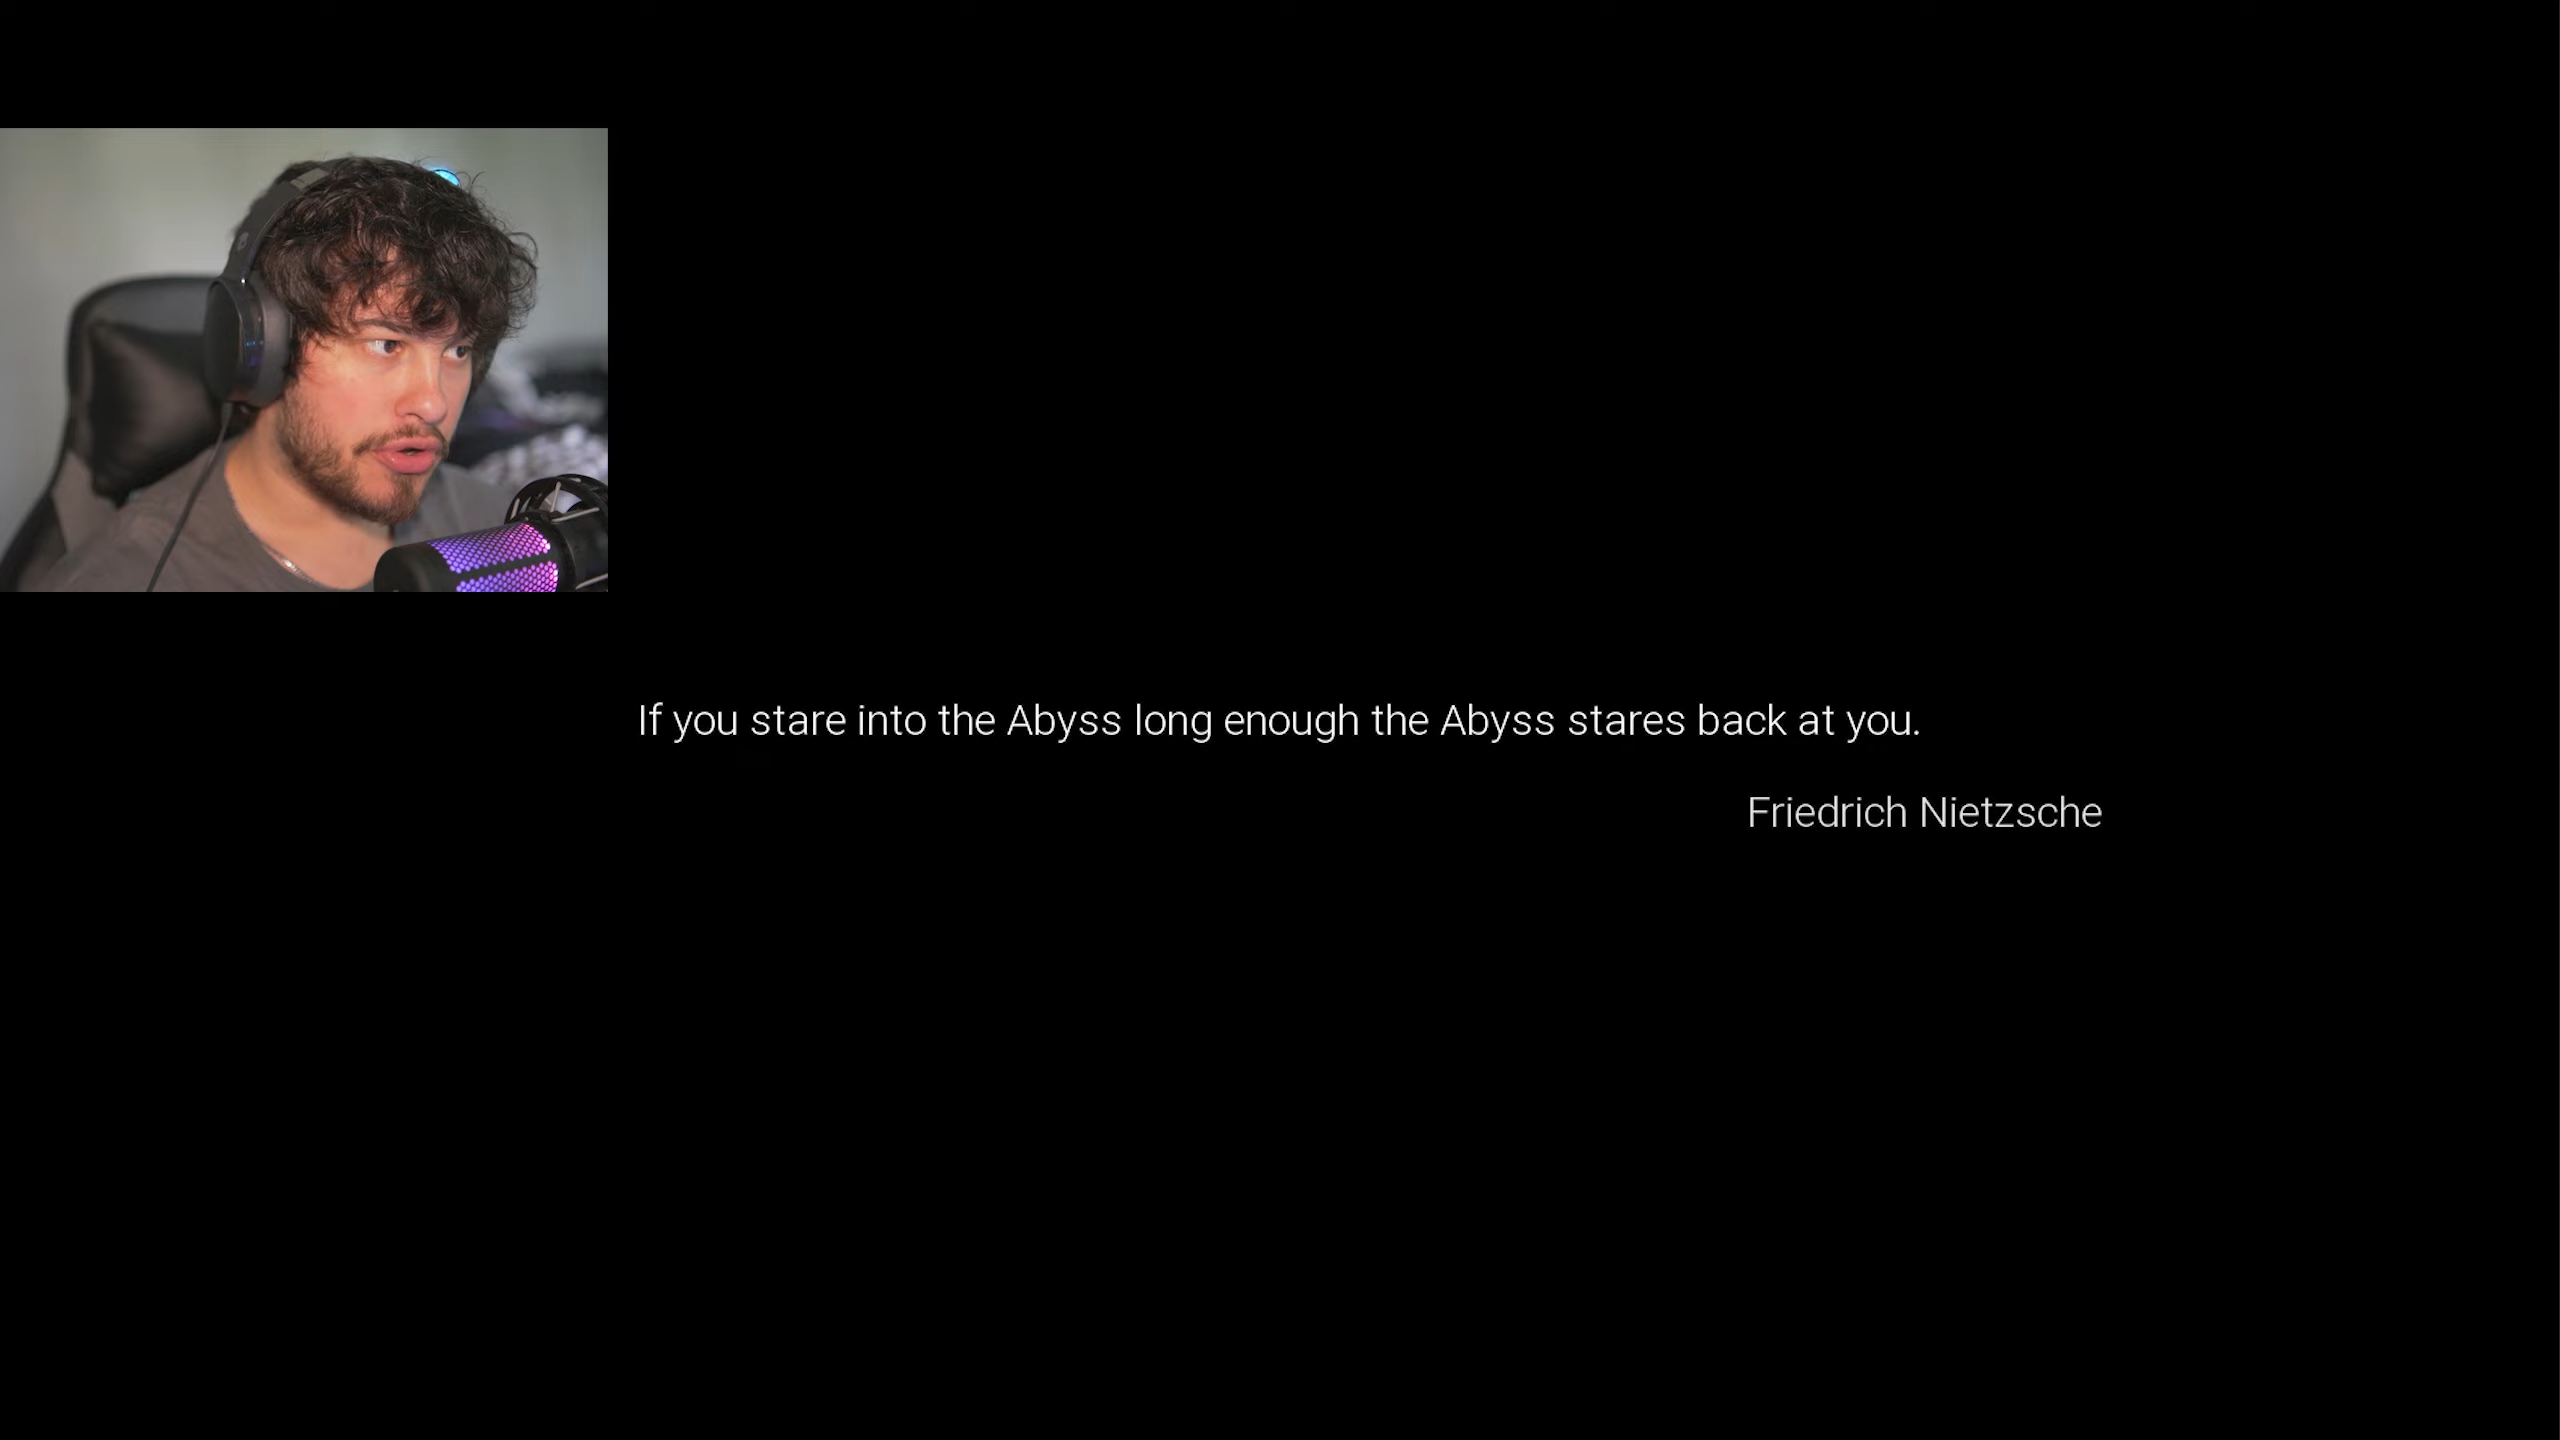 If you stare into the Abyss long enough the Abyss stares back at you.
Friedrich Nietzsche